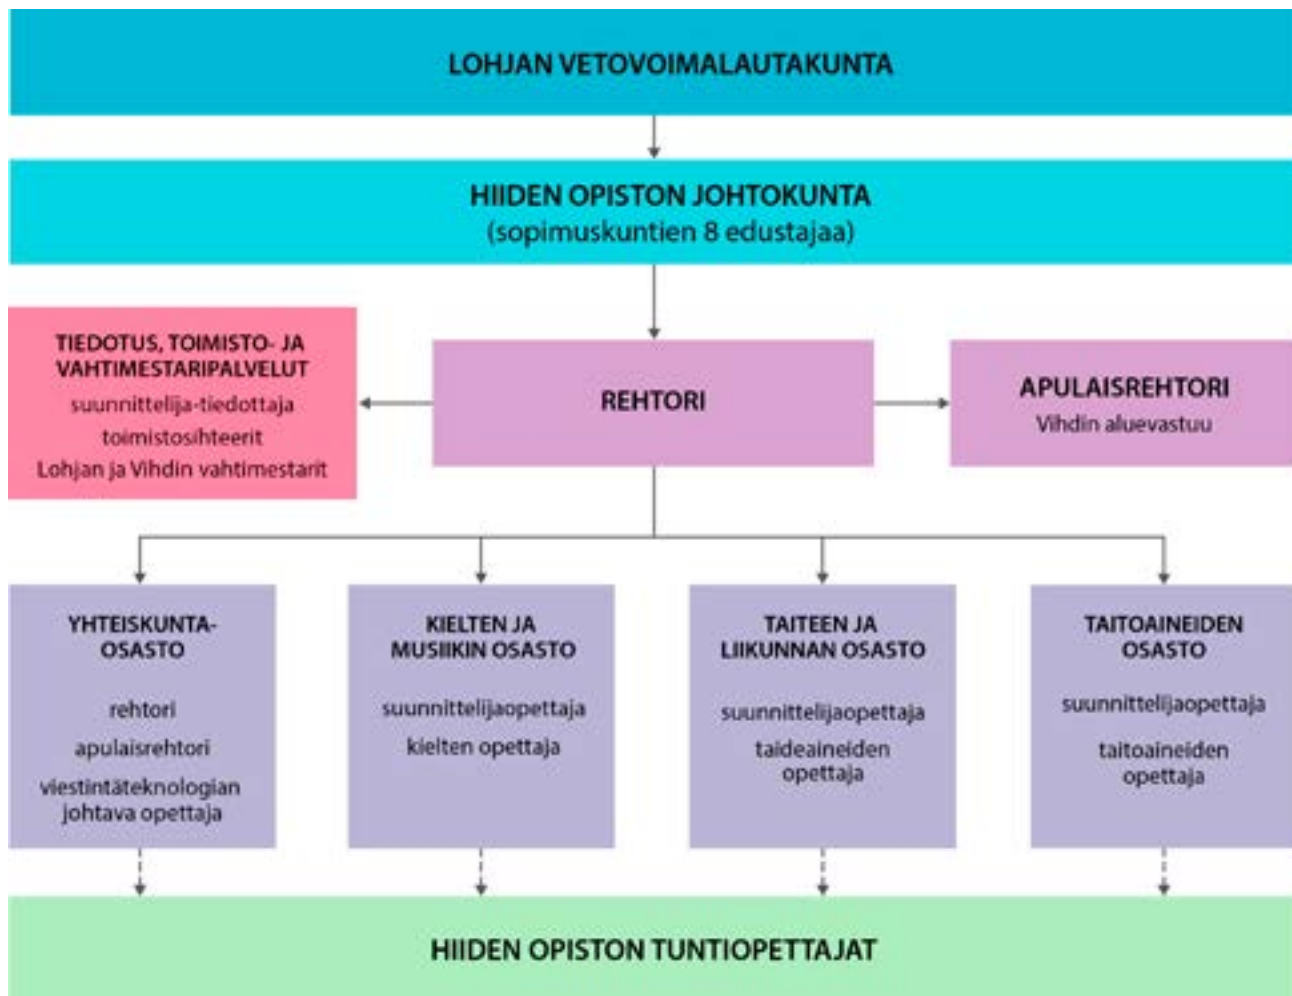 LOHJAN VETOVOIMALAUTAKUNTA
HIIDEN OPISTON JOHTOKUNTA
(sopimuskuntien 8 edustajaa)
TIEDOTUS, TOIMISTO- JA
VAHTIMESTARIPALVELUT
suunnittelija-tiedottaja
toimistosihteerit
Lohjan ja Vihdin vahtimestarit
REHTORI
APULAISREHTORI
Vihdin aluevastuu
YHTEISKUNTA-
OSASTO
rehtori
apulaisrehtori
viestintäteknologian
johtava opettaja
KIELTEN JA
MUSIIKIN OSASTO
suunnittelijaopettaja
kielten opettaja
TAITEEN JA
LIIKUNNAN OSASTO
suunnittelijaopettaja
taideaineiden
opettaja
TAITOAINEIDEN
OSASTO
suunnittelijaopettaja
taitoaineiden
opettaja
HIIDEN OPISTON TUNTIOPETTAJAT